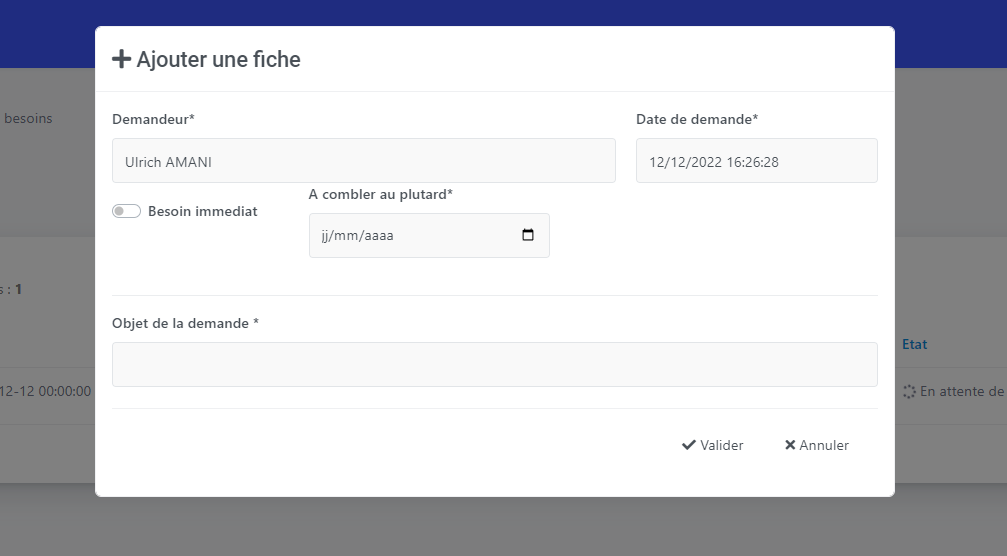 Ajouter une fiche
besoins
Demandeur* Date de demande*
Ulrich AMANI 12/12/2022 16:26:28
Besoin immediat
A combler au plutard*
jj/mm/aaaa
s : 1
Objet de la demande *
Etat
12-12 00:00:00 En attente de
Valider Annuler